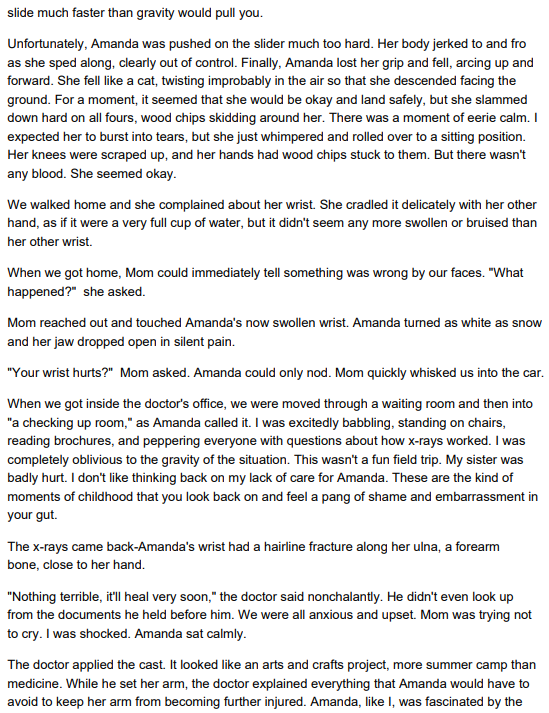 slide much faster than gravity would pull you.
Unfortunately, Amanda was pushed on the slider much too hard. Her body jerked to and fro
as she sped along, clearly out of control. Finally, Amanda lost her grip and fell, arcing up and
forward. She fell like a cat, twisting improbably in the air so that she descended facing the
ground. For a moment, it seemed that she would be okay and land safely, but she slammed
down hard on all fours, wood chips skidding around her. There was a moment of eerie calm. I
expected her to burst into tears, but she just whimpered and rolled over to a sitting position.
Her knees were scraped up, and her hands had wood chips stuck to them. But there wasn't
any blood. She seemed okay.
We walked home and she complained about her wrist. She cradled it delicately with her other
hand, as if it were a very full cup of water, but it didn't seem any more swollen or bruised than
her other wrist.
When we got home, Mom could immediately tell something was wrong by our faces. "What
happened?"  she asked.
Mom reached out and touched Amanda's now swollen wrist. Amanda turned as white as snow
and her jaw dropped open in silent pain.
"Your wrist hurts?"  Mom asked. Amanda could only nod. Mom quickly whisked us into the car.
When we got inside the doctor's office, we were moved through a waiting room and then into
"a checking up room," as Amanda called it. I was excitedly babbling, standing on chairs,
reading brochures, and peppering everyone with questions about how x-rays worked. I was
completely oblivious to the gravity of the situation. This wasn't a fun field trip. My sister was
badly hurt. I don't like thinking back on my lack of care for Amanda. These are the kind of
moments of childhood that you look back on and feel a pang of shame and embarrassment in
your gut.
The x-rays came back-Amanda's wrist had a hairline fracture along her ulna, a forearm
bone, close to her hand.
"Nothing terrible, it'll heal very soon," the doctor said nonchalantly. He didn't even look up
from the documents he held before him. We were all anxious and upset. Mom was trying not
to cry. I was shocked. Amanda sat calmly.
The doctor applied the cast. It looked like an arts and crafts project, more summer camp than
medicine. While he set her arm, the doctor explained everything that Amanda would have to
avoid to keep her arm from becoming further injured. Amanda, like I, was fascinated by the